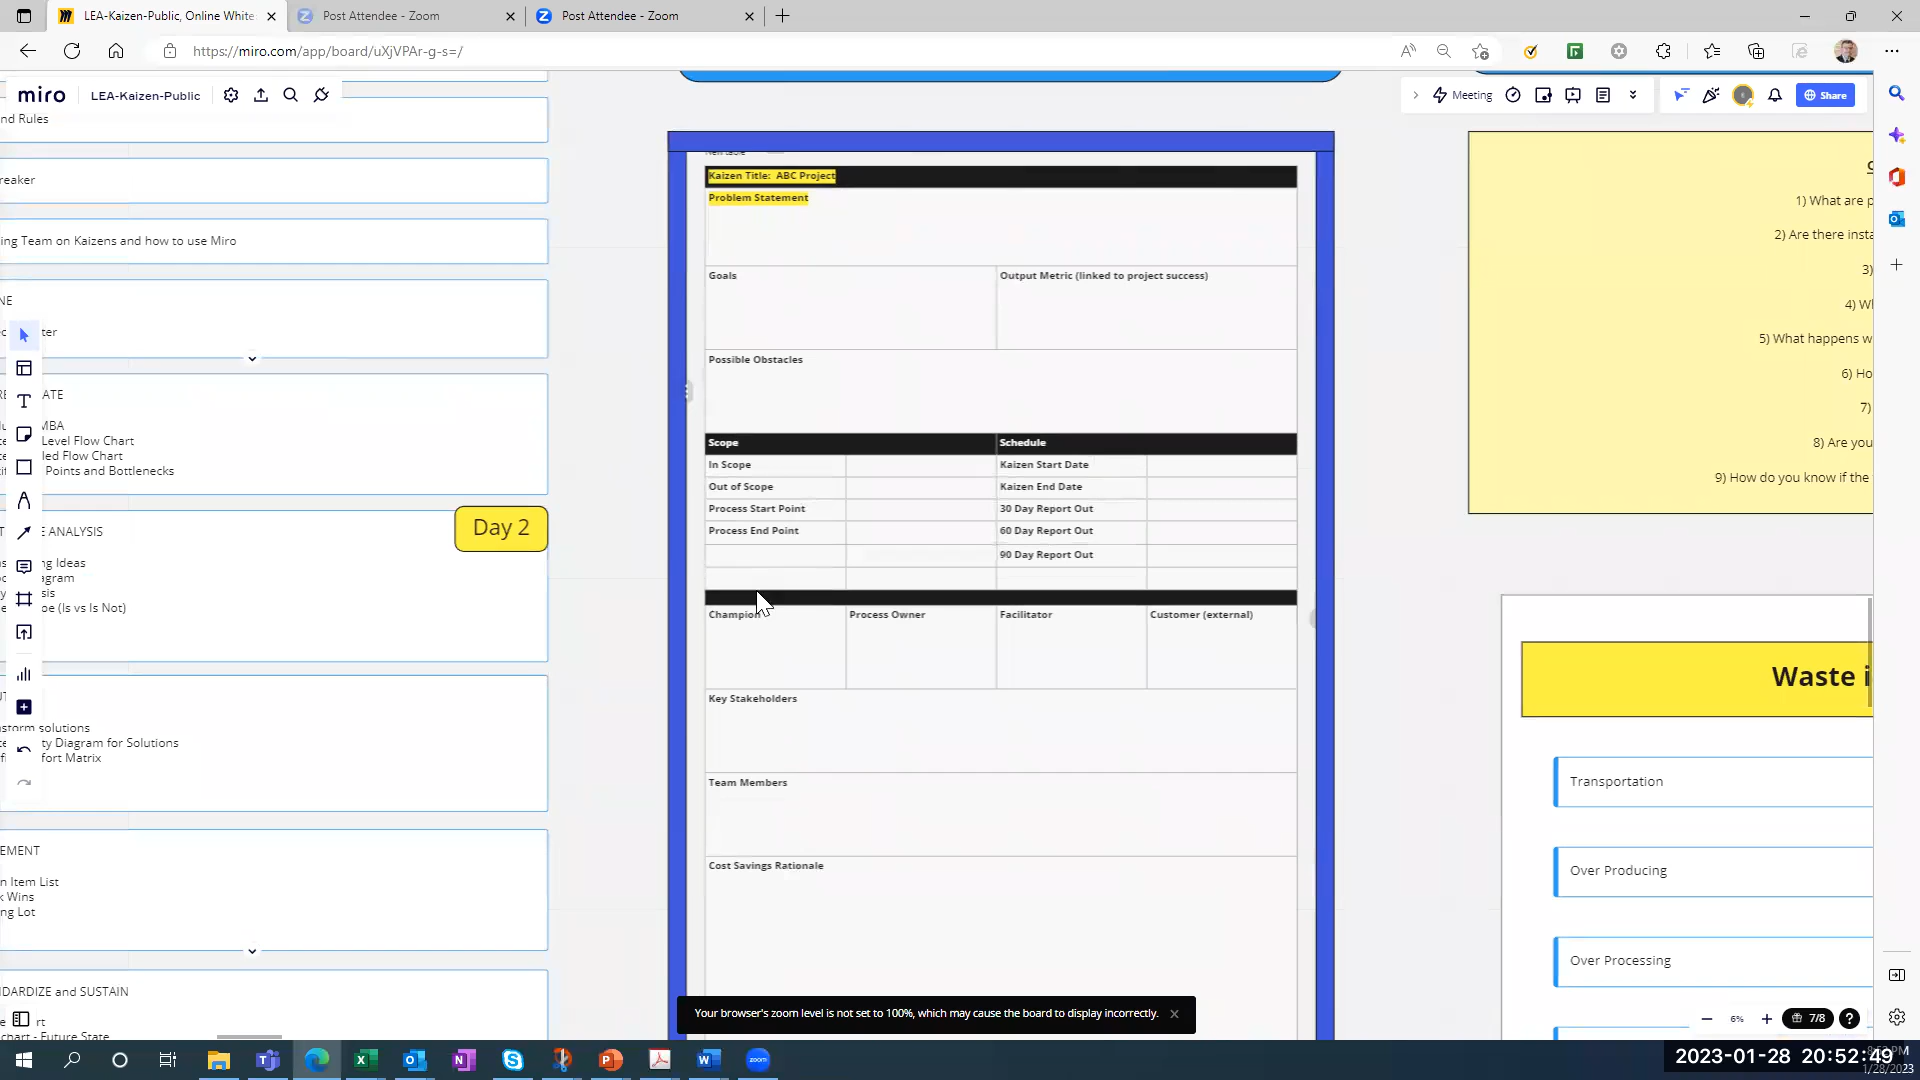 LEA-Kaizen-Public, Online White
Post Attendee - Zoom
Post Attendee - Zoom
https://miro.com/app/board/uXjVPAr-g-s=/
miro
LEA-Kaizen-Public
Meeting
Share
nd Rules
reaker
ing Team on Kaizens and how to use Miro
NE
ter
ATE
MBA
Level Flow Chart
led Flow Chart
Points and Bottlenecks
Day 2
E ANALYSIS
ng Ideas
agram
sis
oe (Is vs Is Not)
storm solutions
ty Diagram for Solutions
fort Matrix
EMENT
n Item List
k Wins
ng Lot
DARDIZE and SUSTAIN
rt
chart - Future State
Kaizen Title: ABC Project
Problem Statement
Goals
Output Metric (linked to project success)
Possible Obstacles
Scope
Schedule
In Scope
Kaizen Start Date
Out of Scope
Kaizen End Date
Process Start Point
30 Day Report Out
Process End Point
60 Day Report Out
90 Day Report Out
Champion
Process Owner
Facilitator
Customer (external)
Key Stakeholders
Team Members
Cost Savings Rationale
1) What are p
2) Are there insta
3)
4) Wh
5) What happens w
6) Ho
7)
8) Are you
9) How do you know if the
Waste i
Transportation
Over Producing
Over Processing
Your browser's zoom level is not set to 100%, which may cause the board to display incorrectly.
6%
7/8
2023-01-28 20:52:49
1/28/2023